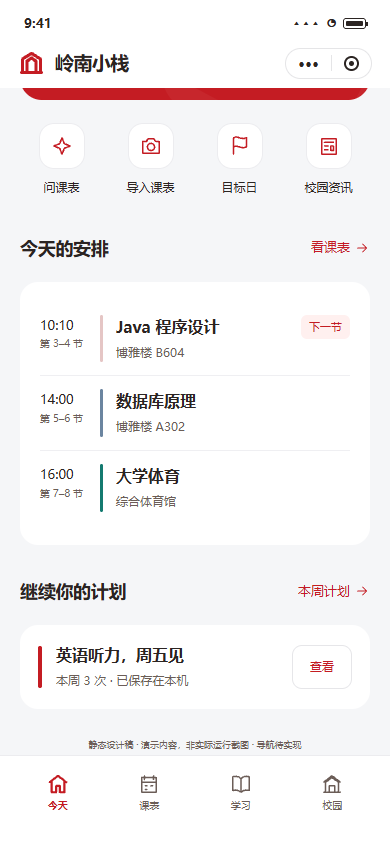 9:41
岭南小栈
问课表
导入课表
目标日
校园资讯
今天的安排
看课表
10:10
第 3–4 节
Java 程序设计
博雅楼 B604
下一节
14:00
第 5–6 节
数据库原理
博雅楼 A302
16:00
第 7–8 节
大学体育
综合体育馆
继续你的计划
本周计划
英语听力，周五见
本周 3 次 · 已保存在本机
查看
静态设计稿 · 演示内容，非实际运行截图 · 导航待实现
今天
课表
学习
校园